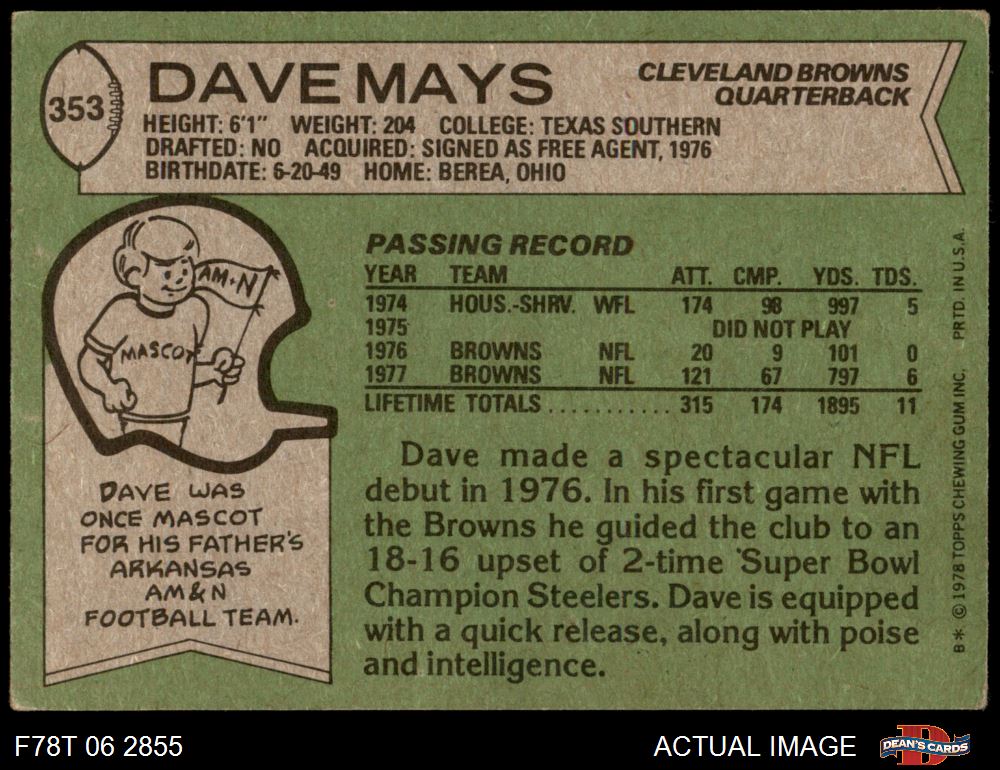 353
DAVE MAYS
CLEVELAND BROWNS
QUARTERBACK
HEIGHT: 6'1" WEIGHT: 204 COLLEGE: TEXAS SOUTHERN
DRAFTED: NO ACQUIRED: SIGNED AS FREE AGENT, 1976
BIRTHDATE: 6-20-49 HOME: BEREA, OHIO
AM+N
MASCOT
DAVE WAS
ONCE MASCOT
FOR HIS FATHER'S
ARKANSAS
AM&N
FOOTBALL TEAM.
PASSING RECORD
YEAR TEAM ATT. CMP. YDS. TDS.
1974 HOUS.-SHRV. WFL 174 98 997 5
1975 DID NOT PLAY
1976 BROWNS NFL 20 9 101 0
1977 BROWNS NFL 121 67 797 6
LIFETIME TOTALS........... 315 174 1895 11
Dave made a spectacular NFL
debut in 1976. In his first game with
the Browns he guided the club to an
18-16 upset of 2-time Super Bowl
Champion Steelers. Dave is equipped
with a quick release, along with poise
and intelligence.
B* © 1978 TOPPS CHEWING GUM INC. PRTD. IN U.S.A.
F78T 06 2855
ACTUAL IMAGE
D
DEAN'S CARDS